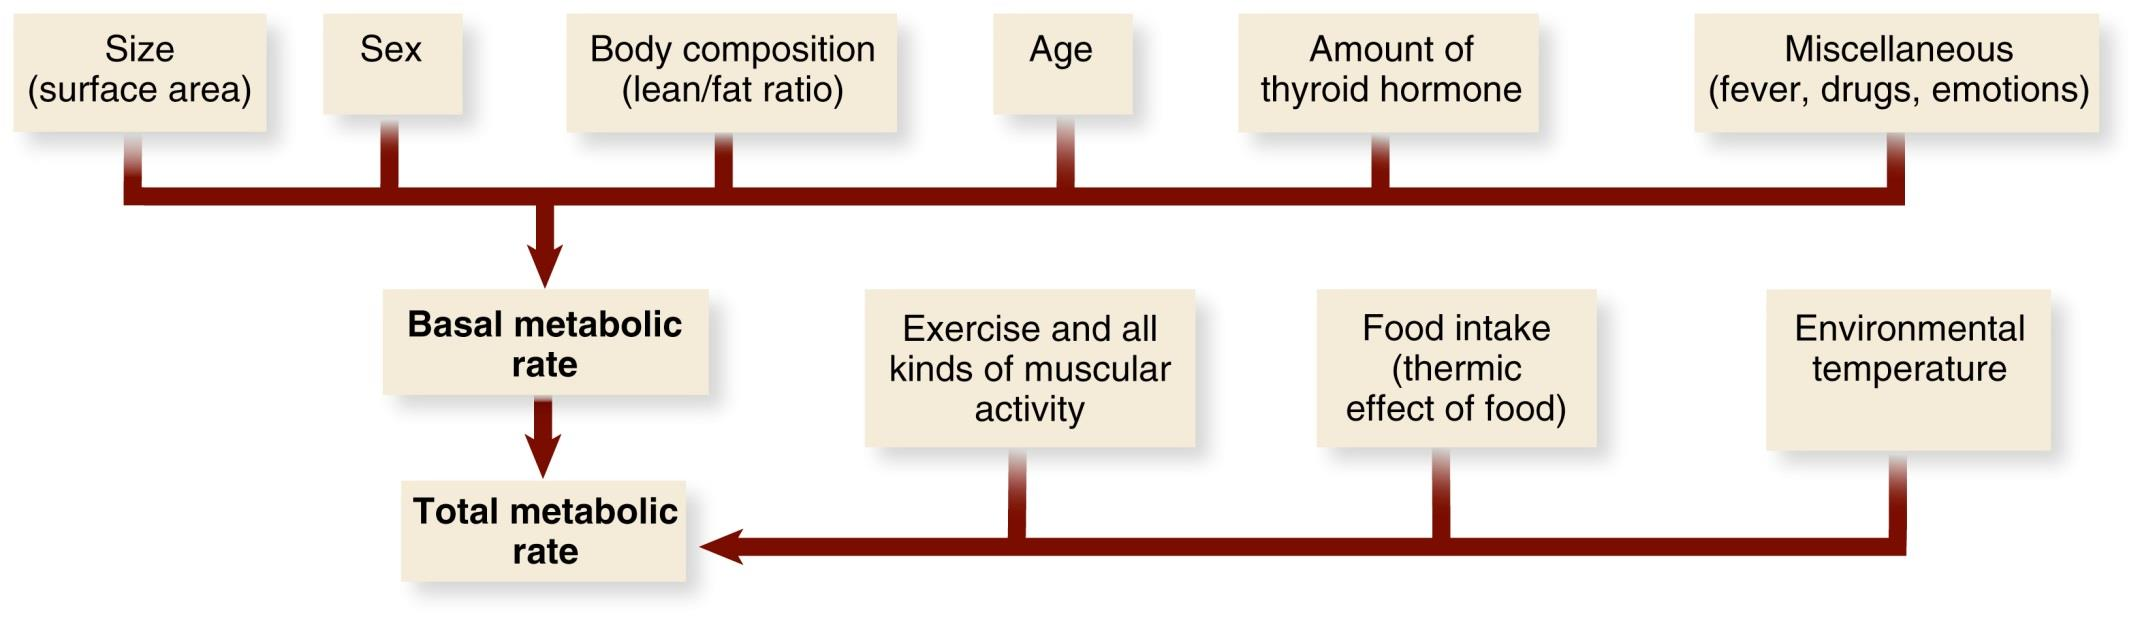 Size
(surface area)
Sex
Body composition
(lean/fat ratio)
Age
Amount of
thyroid hormone
Miscellaneous
(fever, drugs, emotions)
Basal metabolic
rate
Exercise and all
kinds of muscular
activity
Food intake
(thermic
effect of food)
Environmental
temperature
Total metabolic
rate